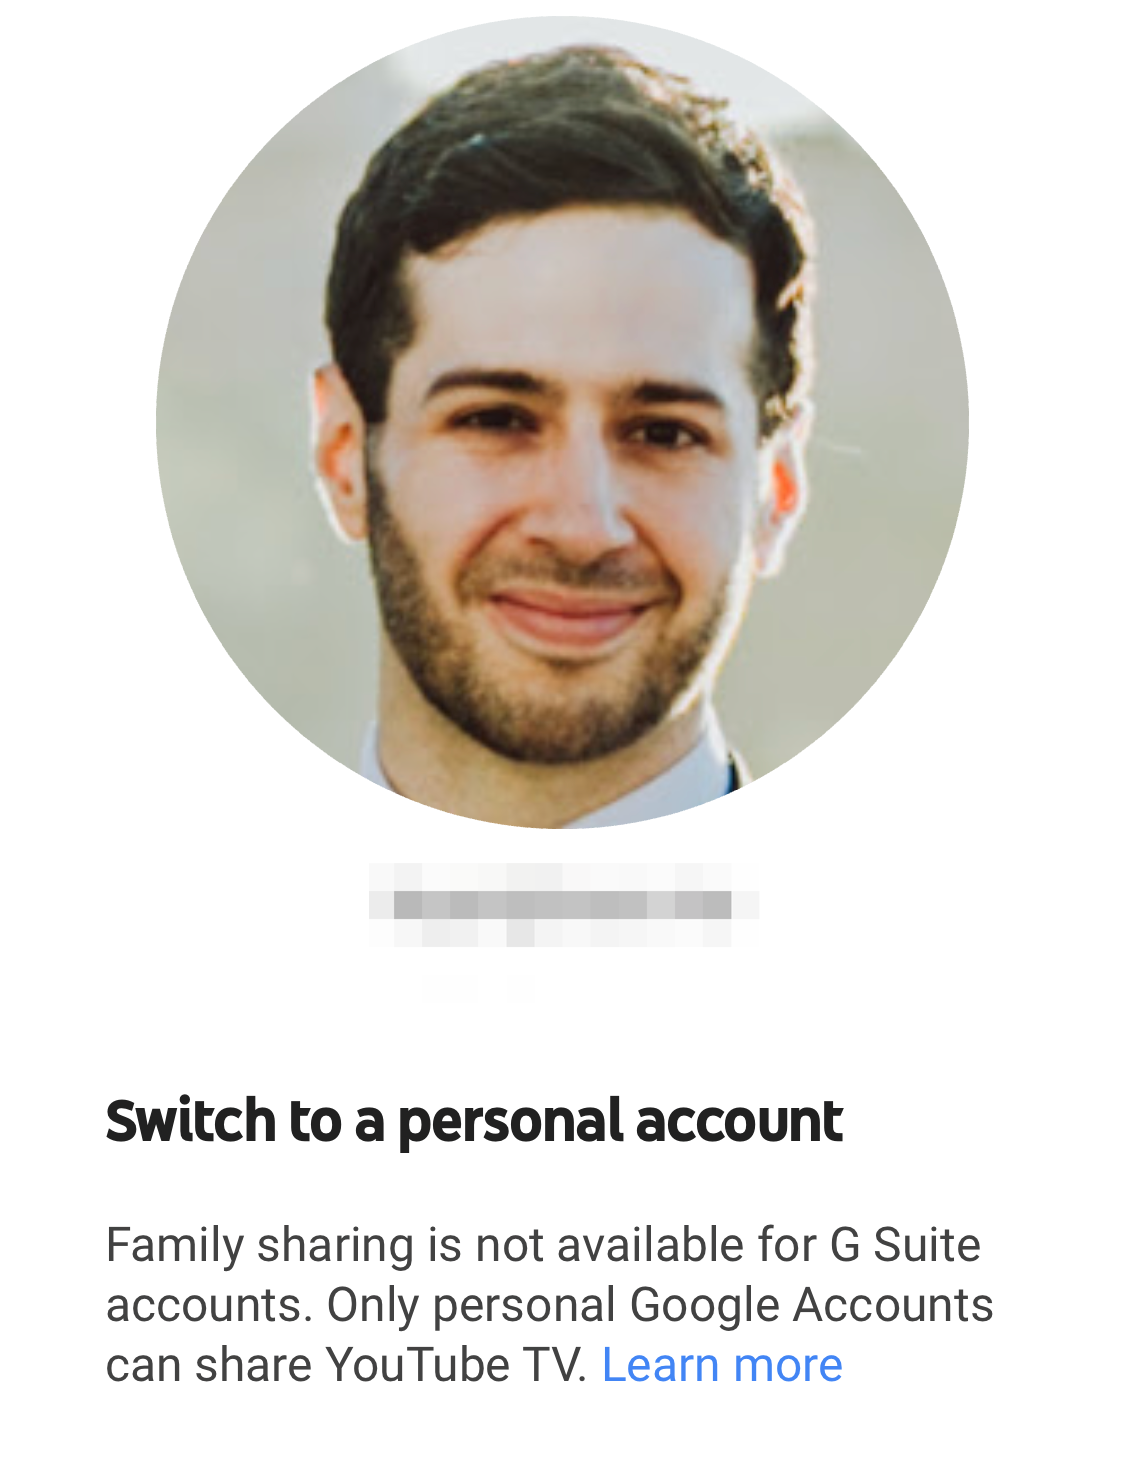 Switch to a personal account
Family sharing is not available for G Suite
accounts. Only personal Google Accounts
can share YouTube TV. Learn more